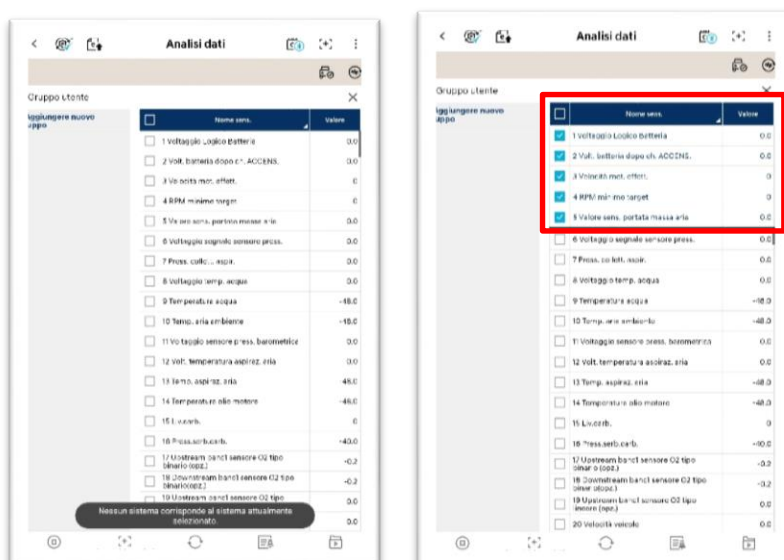 Analisi dati
Gruppo utente
Aggiungere nuovo
Nome sens.
Valore
1 Voltaggio Logico Batteria
0.0
2 Volt. batteria dopo ch. ACCENS.
0.0
3 Velocità mot. effett.
0
4 RPM minimo target
0
5 Valore sens. portata massa aria
0.0
6 Voltaggio segnale sensore press.
0.0
7 Press. collett. aspir.
0.0
8 Voltaggio temp. acqua
0.0
9 Temperatura acqua
-48.0
10 Temp. aria ambiente
-48.0
11 Voltaggio sensore press. barometrica
0.0
12 Volt. temperatura aspiraz. aria
0.0
13 Temp. aspiraz. aria
-48.0
14 Temperatura olio motore
-48.0
15 Liv.carb.
0
16 Press.serb.carb.
-40.0
17 Upstream banc1 sensore O2 tipo
binario (opz.)
-0.2
18 Downstream banc1 sensore O2 tipo
binario(opz.)
-0.2
19 Upstream banc1 sensore O2 tipo
0.0
Nessun sistema corrisponde al sistema attualmente
selezionato.
0.0
Analisi dati
Gruppo utente
Aggiungere nuovo
Nome sens.
Valore
1 Voltaggio Logico Batteria
0.0
2 Volt. batteria dopo ch. ACCENS.
0.0
3 Velocità mot. effett.
0
4 RPM minimo target
0
5 Valore sens. portata massa aria
0.0
6 Voltaggio segnale sensore press.
0.0
7 Press. collett. aspir.
0.0
8 Voltaggio temp. acqua
0.0
9 Temperatura acqua
-48.0
10 Temp. aria ambiente
-48.0
11 Voltaggio sensore press. barometrica
0.0
12 Volt. temperatura aspiraz. aria
0.0
13 Temp. aspiraz. aria
-48.0
14 Temperatura olio motore
-48.0
15 Liv.carb.
0
16 Press.serb.carb.
-40.0
17 Upstream banc1 sensore O2 tipo
binario (opz.)
-0.2
18 Downstream banc1 sensore O2 tipo
binario(opz.)
-0.2
19 Upstream banc1 sensore O2 tipo
lineare (opz.)
0.0
20 Velocità veicolo
0.0